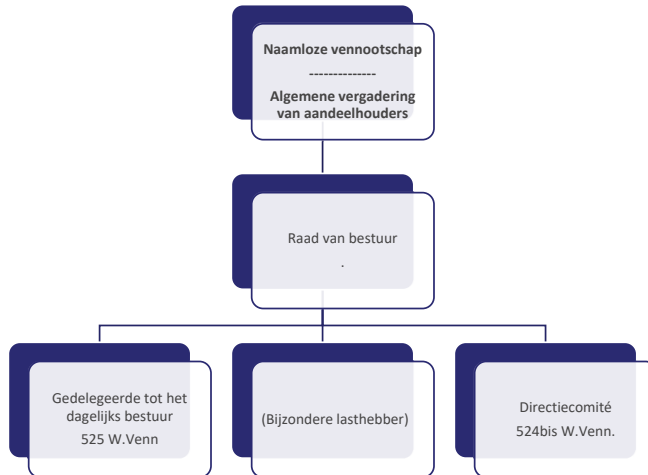 Naamloze vennootschap
--------------
Algemene vergadering
van aandeelhouders
Raad van bestuur
.
Gedelegeerde tot het
dagelijks bestuur
525 W.Venn
(Bijzondere lasthebber)
Directiecomité
524bis W.Venn.